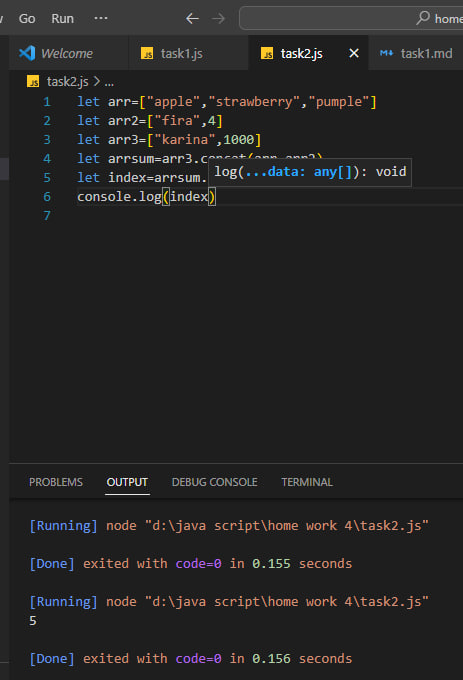 Go Run ... home
Welcome task1.js task2.js task1.md
task2.js > ...
1 let arr=["apple","strawberry","pumple"]
2 let arr2=["fira",4]
3 let arr3=["karina",1000]
4 let arrsum=arr3.concat(arr,arr2)
5 let index=arrsum.
log(...data: any[]): void
6 console.log(index)
7
PROBLEMS OUTPUT DEBUG CONSOLE TERMINAL
[Running] node "d:\java script\home work 4\task2.js"
[Done] exited with code=0 in 0.155 seconds
[Running] node "d:\java script\home work 4\task2.js"
5
[Done] exited with code=0 in 0.156 seconds